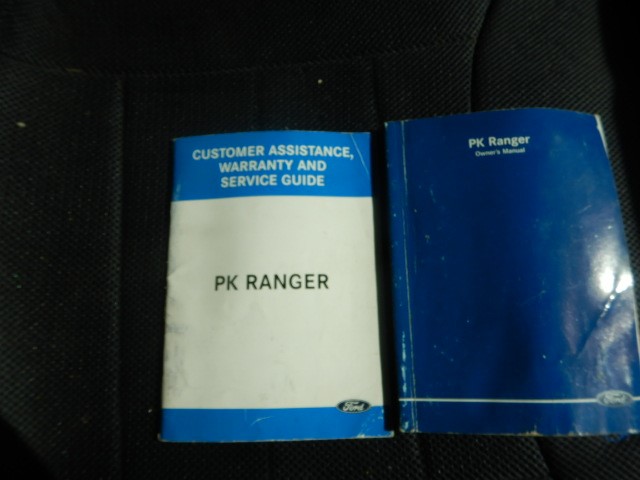 CUSTOMER ASSISTANCE,
WARRANTY AND
SERVICE GUIDE
PK RANGER
Ford
PK Ranger
Owner's Manual
Ford